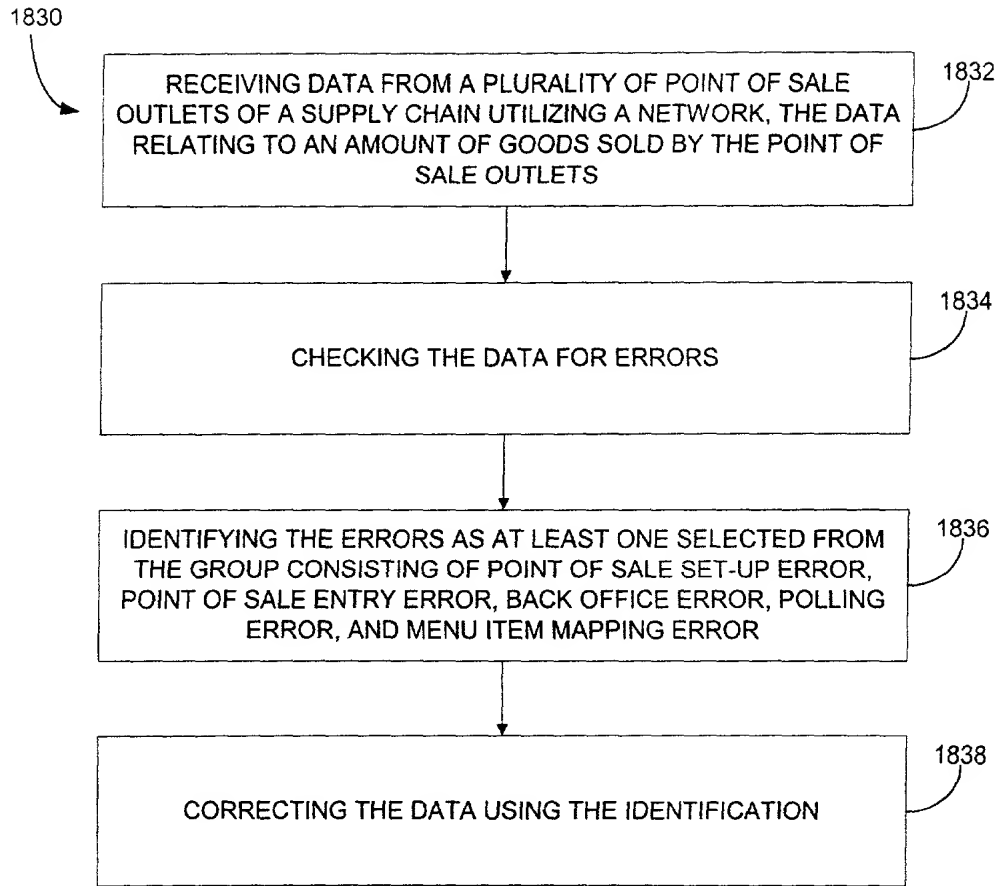 1830
RECEIVING DATA FROM A PLURALITY OF POINT OF SALE
OUTLETS OF A SUPPLY CHAIN UTILIZING A NETWORK, THE DATA
RELATING TO AN AMOUNT OF GOODS SOLD BY THE POINT OF
SALE OUTLETS
1832
CHECKING THE DATA FOR ERRORS
1834
IDENTIFYING THE ERRORS AS AT LEAST ONE SELECTED FROM
THE GROUP CONSISTING OF POINT OF SALE SET-UP ERROR,
POINT OF SALE ENTRY ERROR, BACK OFFICE ERROR, POLLING
ERROR, AND MENU ITEM MAPPING ERROR
1836
CORRECTING THE DATA USING THE IDENTIFICATION
1838